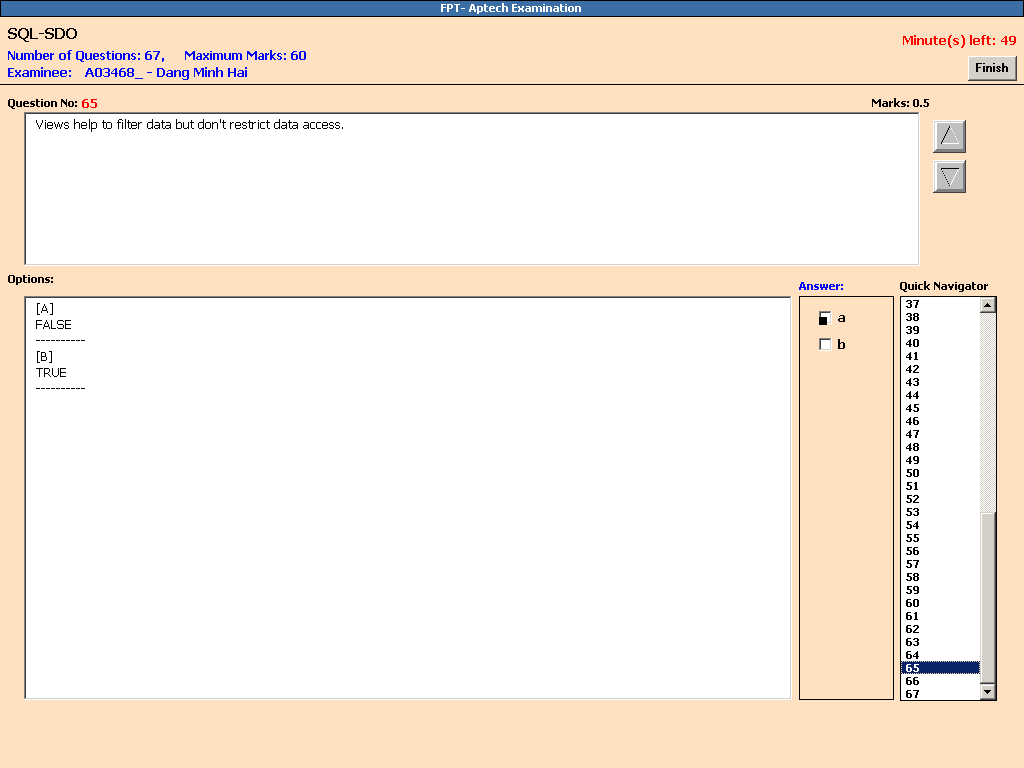 FPT- Aptech Examination
SQL-SDO
Minute(s) left: 49
Number of Questions: 67, Maximum Marks: 60
Examinee: A03468_ - Dang Minh Hai
Finish
Question No: 65
Marks: 0.5
Views help to filter data but don't restrict data access.
Options:
Answer:
Quick Navigator
[A]
FALSE
----------
[B]
TRUE
----------
a
b
37
38
39
40
41
42
43
44
45
46
47
48
49
50
51
52
53
54
55
56
57
58
59
60
61
62
63
64
65
66
67